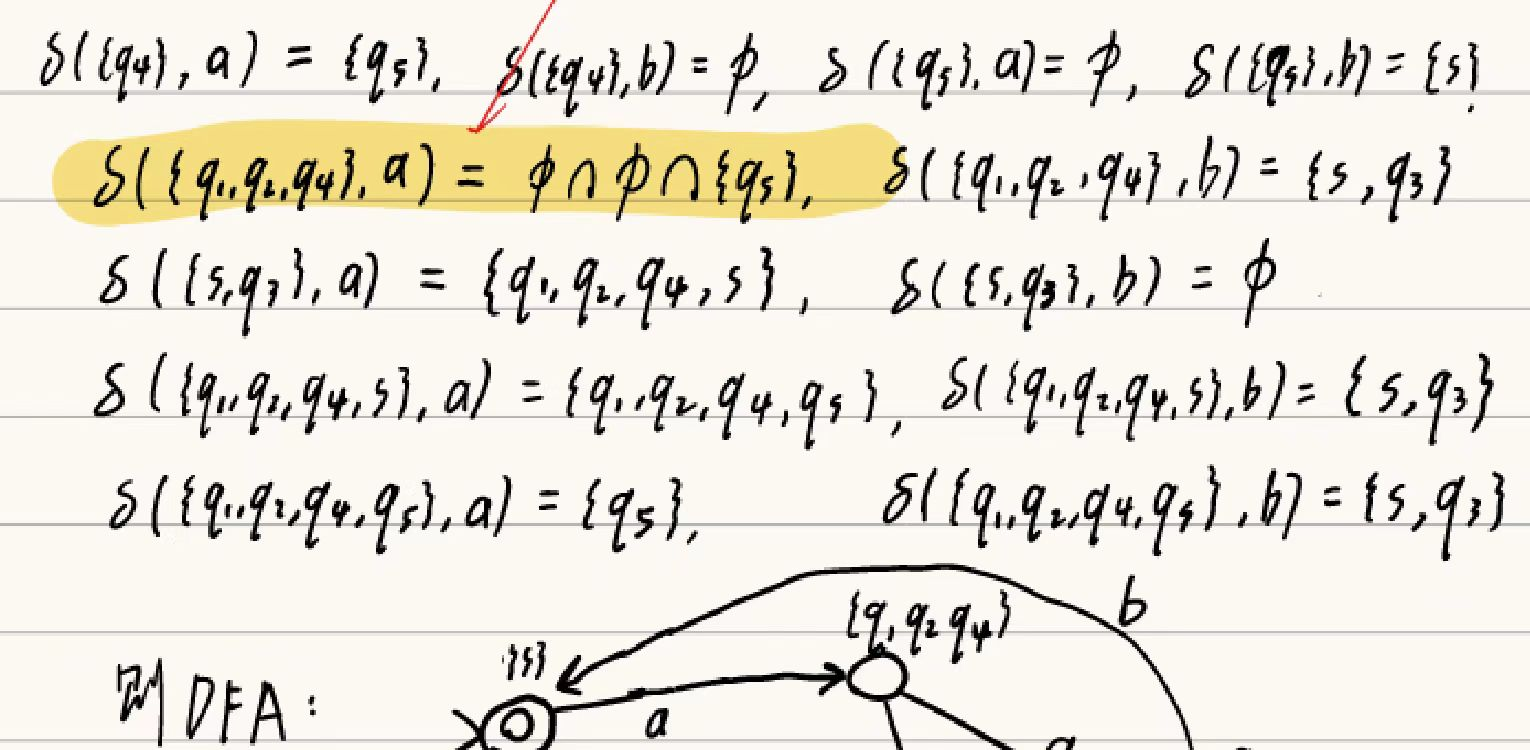 δ({q₄}, a) = {q₅}, δ({q₄}, b) = φ, δ({q₅}, a) = φ, δ({q₅}, b) = {s}.
δ({q₁, q₂, q₄}, a) = φ ∩ φ ∩ {q₅}, δ({q₁, q₂, q₄}, b) = {s, q₃}
δ({s, q₃}, a) = {q₁, q₂, q₄, s}, δ({s, q₃}, b) = φ
δ({q₁, q₂, q₄, s}, a) = {q₁, q₂, q₄, q₅}, δ({q₁, q₂, q₄, s}, b) = {s, q₃}
δ({q₁, q₂, q₄, q₅}, a) = {q₅}, δ({q₁, q₂, q₄, q₅}, b) = {s, q₃}
b
{q₁ q₂ q₄}
{s}
则 DFA:
a
a